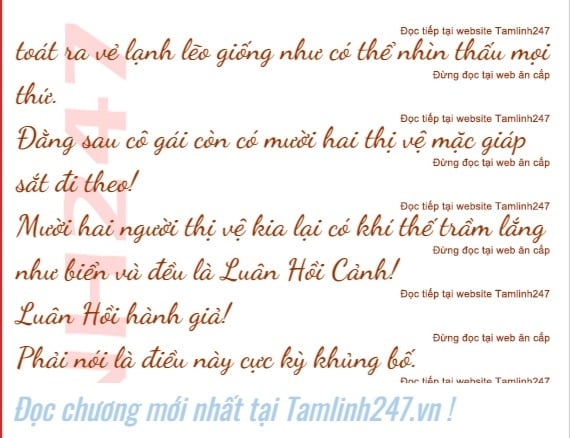 Đọc tiếp tại website Tamlinh247
toát ra vẻ lạnh lẽo giống như có thể nhìn thấu mọi
Đừng đọc tại web ăn cắp
thứ.
Đọc tiếp tại website Tamlinh247
Đằng sau cô gái còn có mười hai thị vệ mặc giáp
Đừng đọc tại web ăn cắp
sắt đi theo!
Đọc tiếp tại website Tamlinh247
Mười hai người thị vệ kia lại có khí thế trầm lắng
Đừng đọc tại web ăn cắp
như biển và đều là Luân Hồi Cảnh!
Đọc tiếp tại website Tamlinh247
Luân Hồi hành giả!
Đừng đọc tại web ăn cắp
Phải nói là điều này cực kỳ khủng bố.
Đọc tiếp tại website Tamlinh247
NH247
Đọc chương mới nhất tại Tamlinh247.vn !